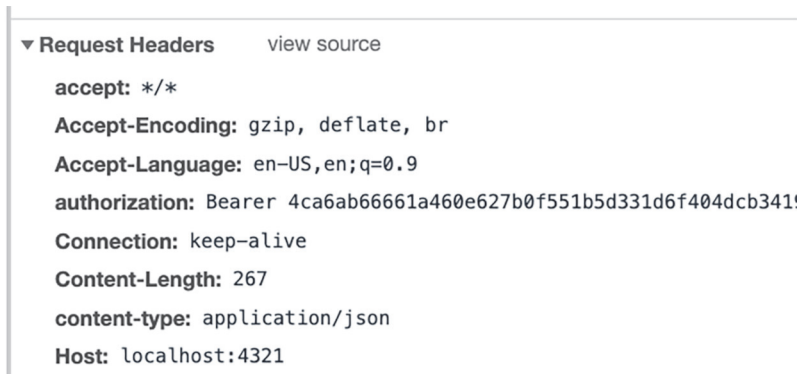 Request Headers view source
accept: */*
Accept-Encoding: gzip, deflate, br
Accept-Language: en-US,en;q=0.9
authorization: Bearer 4ca6ab66661a460e627b0f551b5d331d6f404dcb3419
Connection: keep-alive
Content-Length: 267
content-type: application/json
Host: localhost:4321